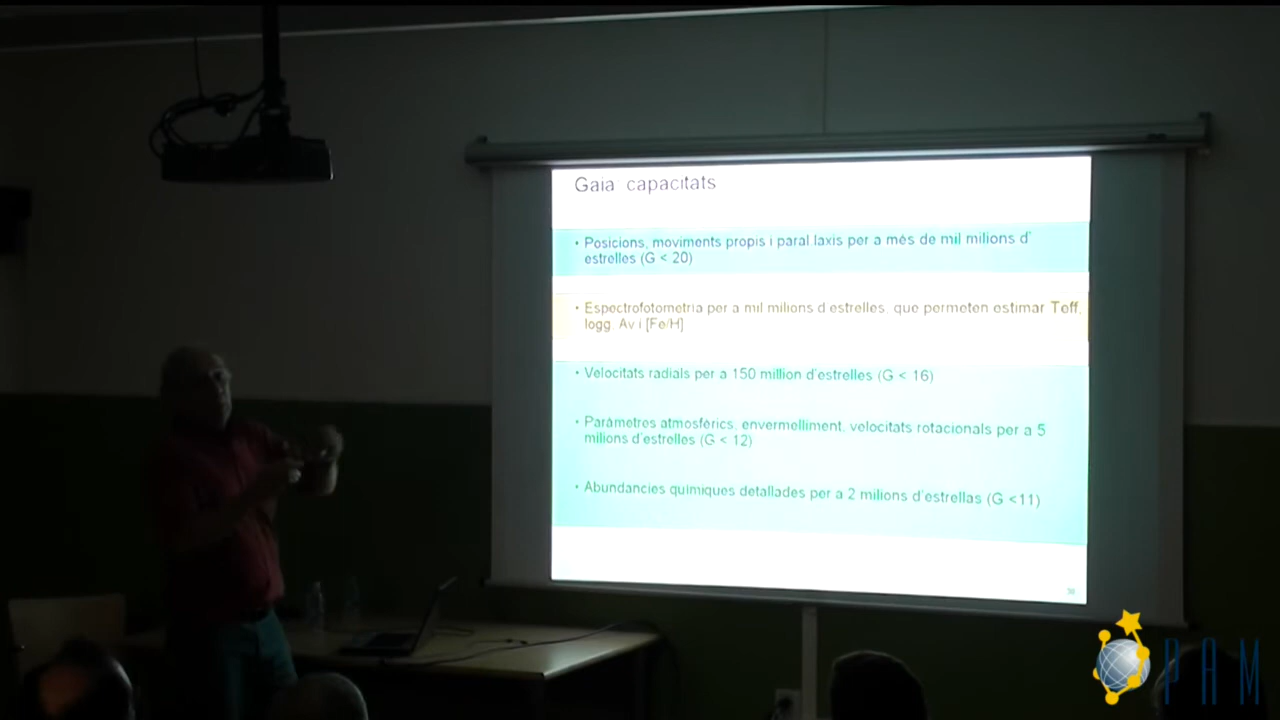 Gaia capacitats
• Posicions, moviments propis i paral laxis per a més de mil milions d'
estrelles (G < 20)
• Espectrofotometria per a mil milions d estrelles, que permeten estimar Teff,
logg. Av i [Fe/H]
• Velocitats radials per a 150 million d'estrelles (G < 16)
• Paràmetres atmosfèrics, envermelliment, velocitats rotacionals per a 5
milions d'estrelles (G < 12)
• Abundancies químiques detallades per a 2 milions d'estrellas (G <11)
PAM